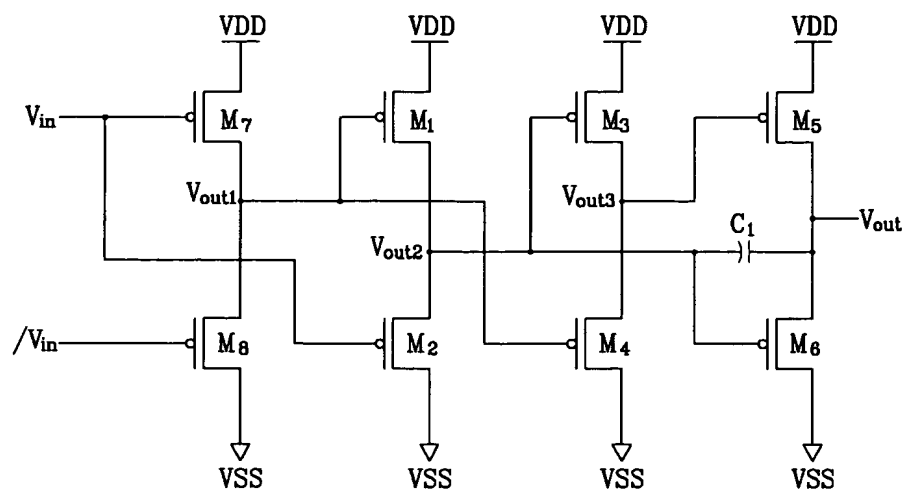 VDD VDD VDD VDD
Vin M7 M1 M3 M5
Vout1 Vout3
C1 Vout
Vout2
/Vin M8 M2 M4 M6
VSS VSS VSS VSS